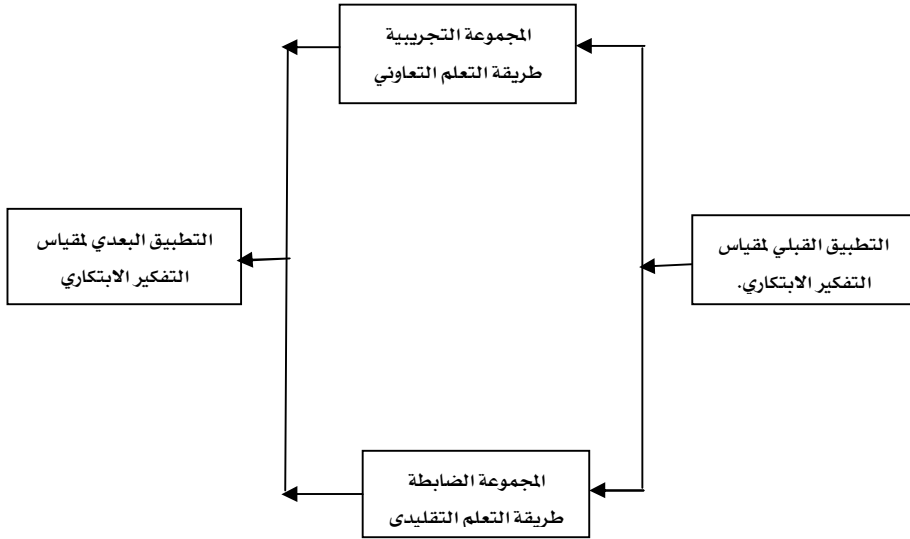 المجموعة التجريبية
طريقة التعلم التعاوني
التطبيق القبلي لمقياس
التفكير الابتكاري.
التطبيق البعدي لمقياس
التفكير الابتكاري
المجموعة الضابطة
طريقة التعلم التقليدى